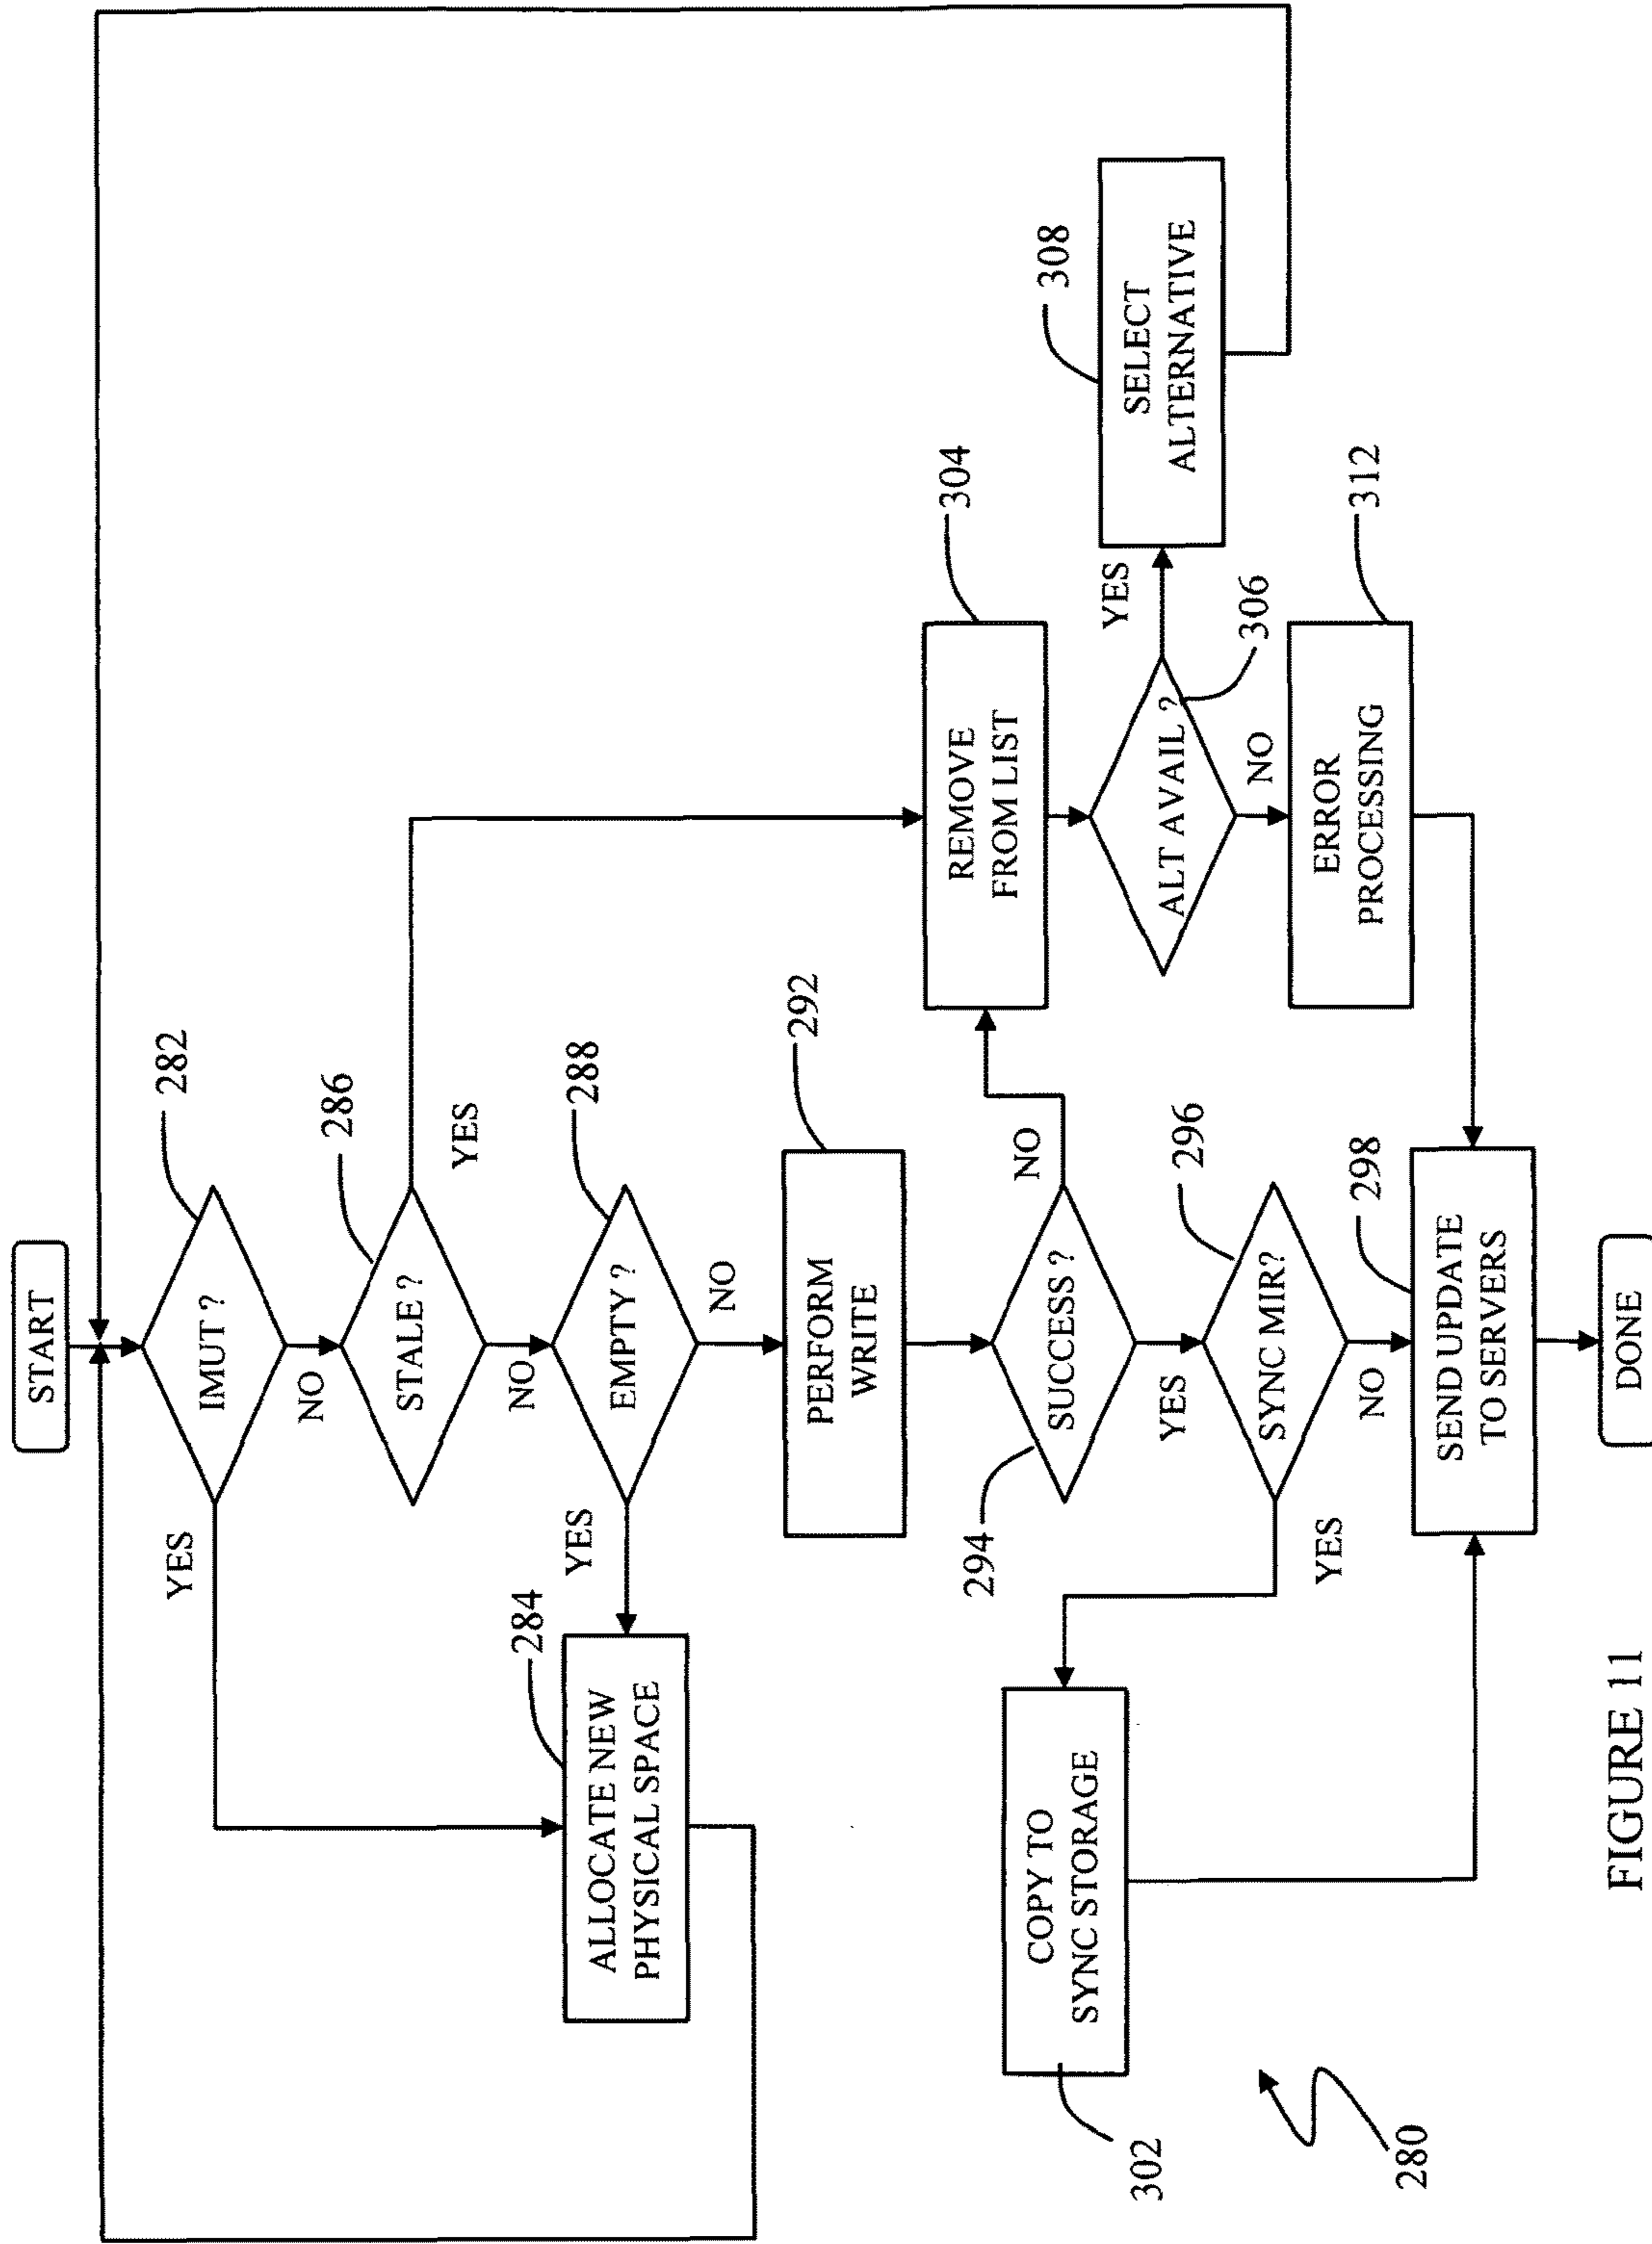 START
282
IMUT ?
YES
NO
286
STALE ?
YES
NO
288
EMPTY ?
YES
NO
284
ALLOCATE NEW
PHYSICAL SPACE
292
PERFORM
WRITE
304
REMOVE
FROM LIST
308
SELECT
ALTERNATIVE
294
SUCCESS ?
NO
YES
ALT AVAIL ?
YES
306
NO
296
SYNC MIR?
YES
NO
302
COPY TO
SYNC STORAGE
312
ERROR
PROCESSING
298
SEND UPDATE
TO SERVERS
DONE
280
FIGURE 11